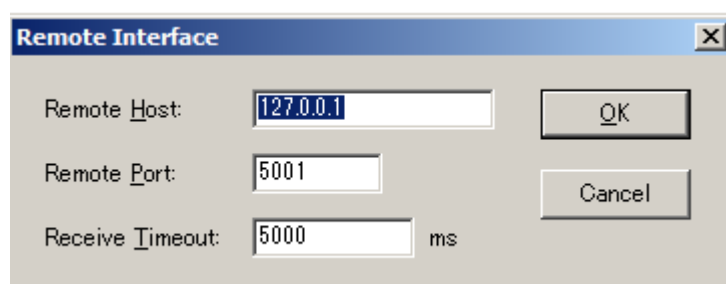 Remote Interface
Remote Host: 127.0.0.1 OK
Remote Port: 5001
Cancel
Receive Timeout: 5000 ms